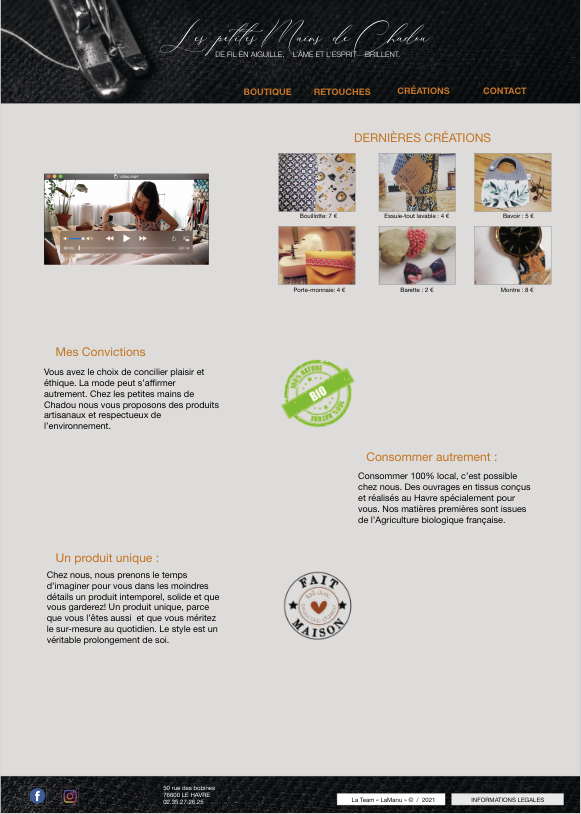 Les petites Mains de Chadou
DE FIL EN AIGUILLE, L'ÂME ET L'ESPRIT BRILLENT.
BOUTIQUE RETOUCHES CRÉATIONS CONTACT
DERNIÈRES CRÉATIONS
video.mp4
Bouillotte: 7 €
Essuie-tout lavable : 4 €
Bavoir : 5 €
Porte-monnaie: 4 €
Barette : 2 €
Montre : 8 €
Mes Convictions
Vous avez le choix de concilier plaisir et
éthique. La mode peut s'affirmer
autrement. Chez les petites mains de
Chadou nous vous proposons des produits
artisanaux et respectueux de
l'environnement.
100% NATURE
BIO
100% NATURE
Consommer autrement :
Consommer 100% local, c'est possible
chez nous. Des ouvrages en tissus conçus
et réalisés au Havre spécialement pour
vous. Nos matières premières sont issues
de l'Agriculture biologique française.
Un produit unique :
Chez nous, nous prenons le temps
d'imaginer pour vous dans les moindres
détails un produit intemporel, solide et que
vous garderez! Un produit unique, parce
que vous l'êtes aussi et que vous méritez
le sur-mesure au quotidien. Le style est un
véritable prolongement de soi.
FAIT
MAISON
50 rue des bobines
76600 LE HAVRE
02.35.27.26.25
La Team « LaManu » © / 2021
INFORMATIONS LEGALES